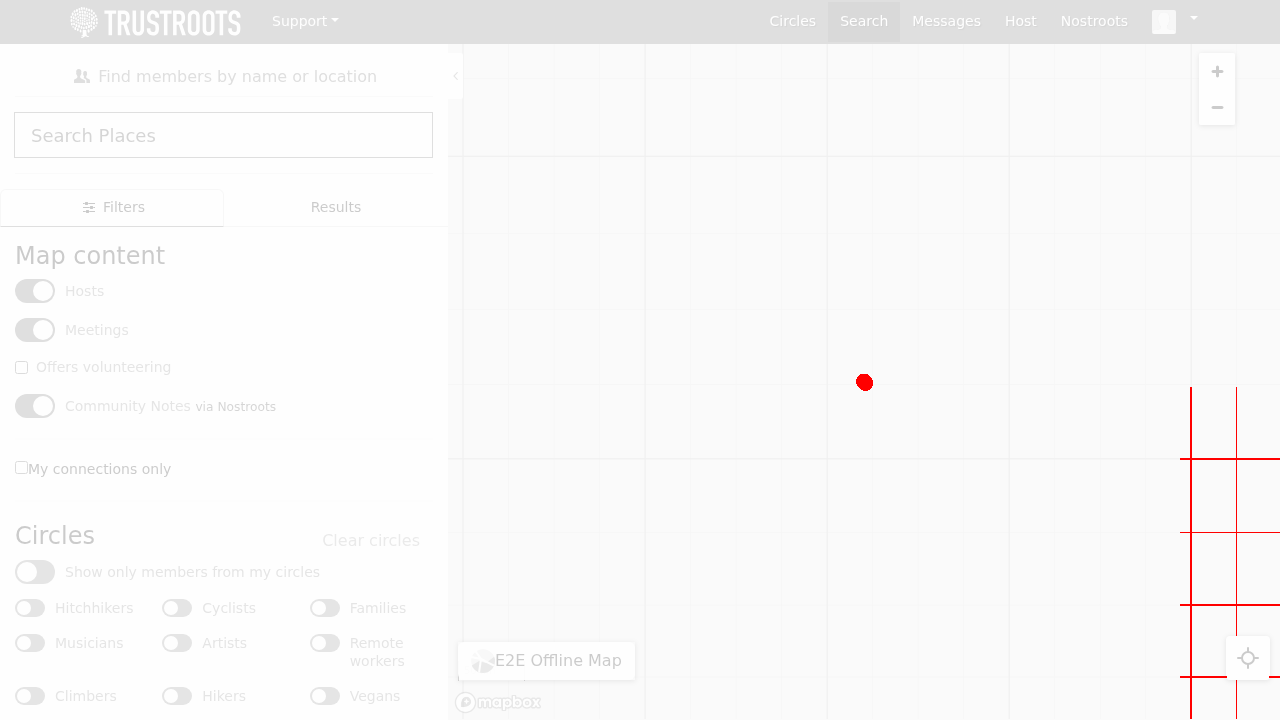 TRUSTROOTS
Support
Circles
Search
Messages
Host
Nostroots
Find members by name or location
Search Places
Filters
Results
Map content
Hosts
Meetings
Offers volunteering
Community Notes via Nostroots
My connections only
Circles
Clear circles
Show only members from my circles
Hitchhikers
Cyclists
Families
Musicians
Artists
Remote
workers
Climbers
Hikers
Vegans
E2E Offline Map
mapbox